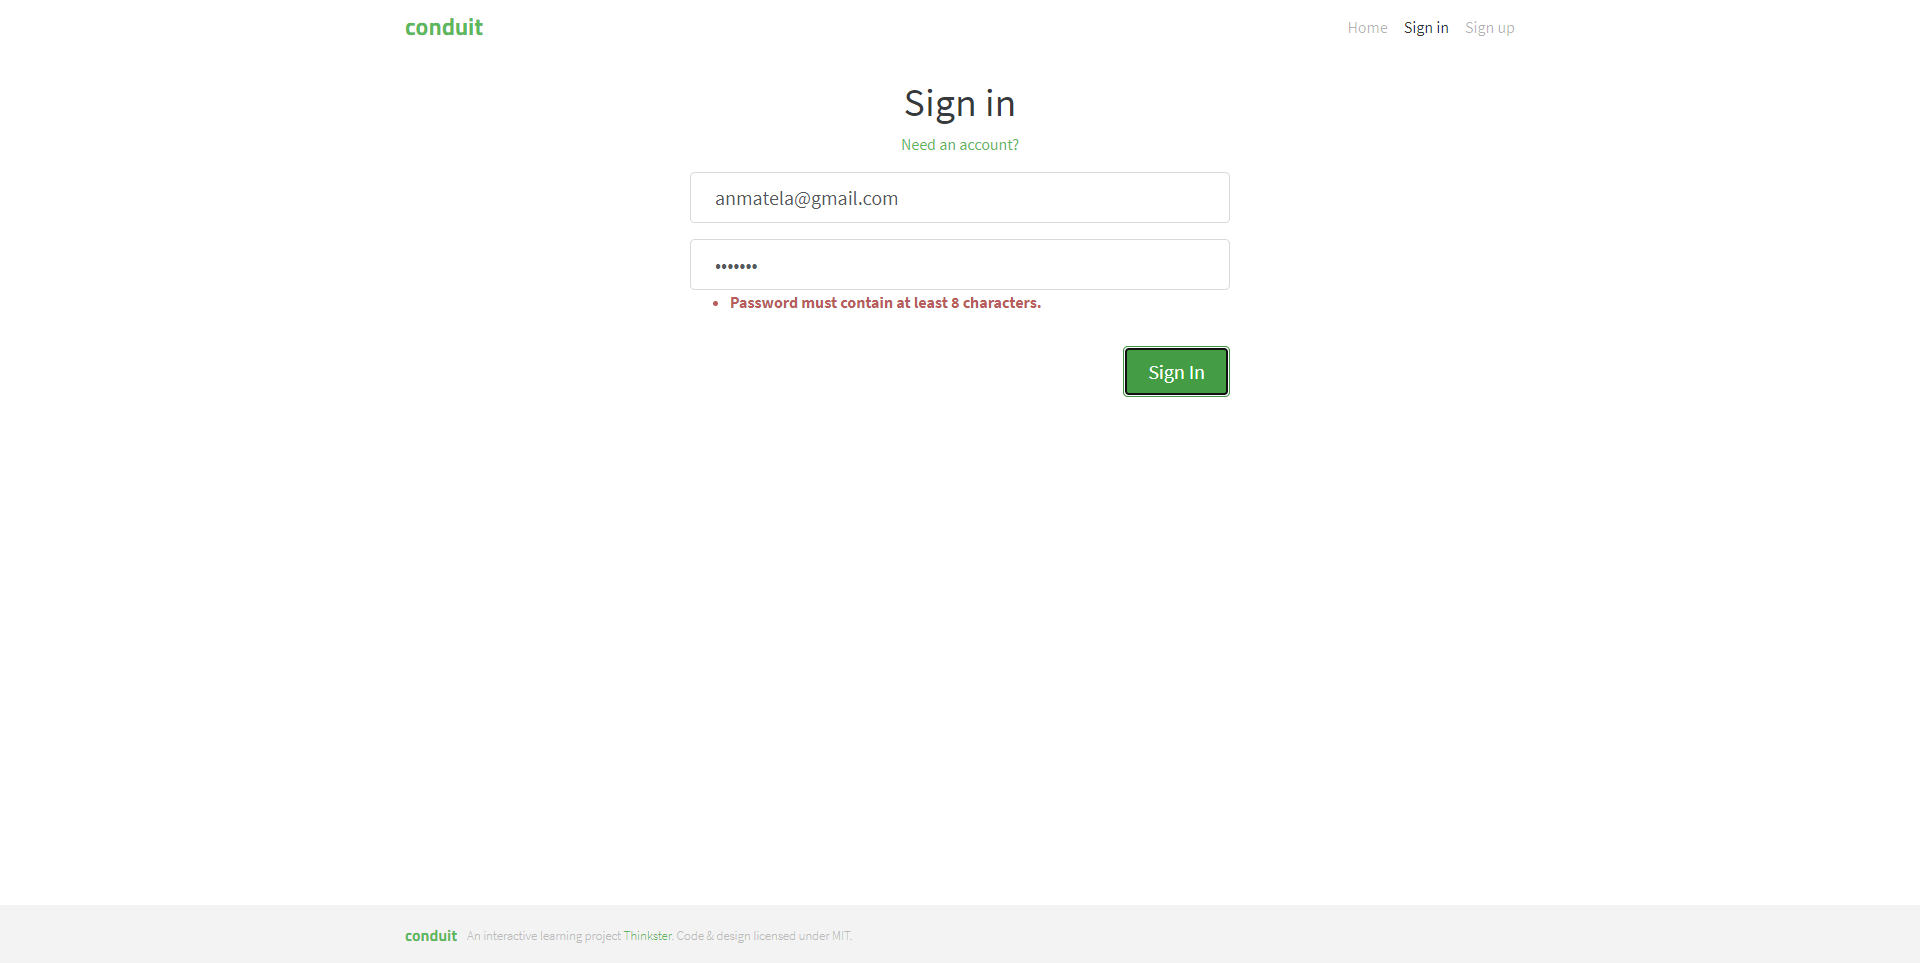 conduit
Home Sign in Sign up
Sign in
Need an account?
anmatela@gmail.com
•••••••
• Password must contain at least 8 characters.
Sign In
conduit An interactive learning project Thinkster. Code & design licensed under MIT.